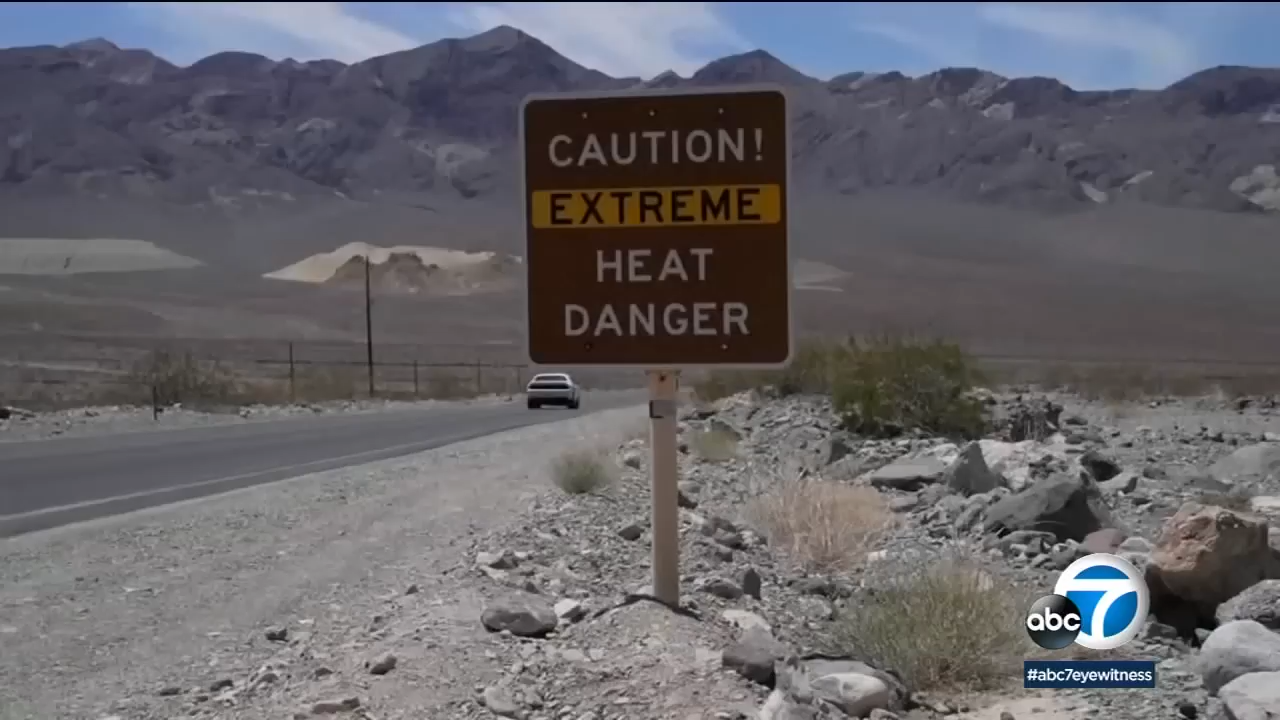 CAUTION!
EXTREME
HEAT
DANGER
abc 7
#abc7eyewitness